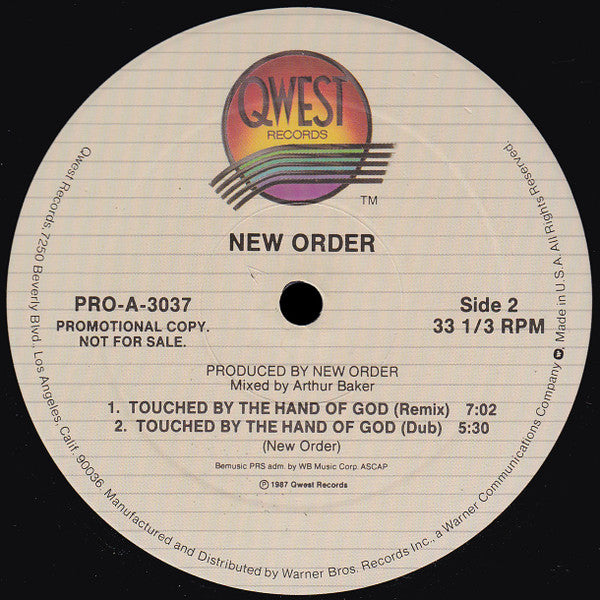 QWEST
RECORDS
TM
NEW ORDER
PRO-A-3037
PROMOTIONAL COPY.
NOT FOR SALE.
Side 2
33 1/3 RPM
PRODUCED BY NEW ORDER
Mixed by Arthur Baker
1. TOUCHED BY THE HAND OF GOD (Remix) 7:02
2. TOUCHED BY THE HAND OF GOD (Dub) 5:30
(New Order)
Bemusic PRS adm. by WB Music Corp. ASCAP
℗ 1987 Qwest Records
Qwest Records, 7250 Beverly Blvd. Los Angeles, Calif. 90036. Manufactured and Distributed by Warner Bros. Records Inc., a Warner Communications Company. Made in U.S.A. All Rights Reserved.